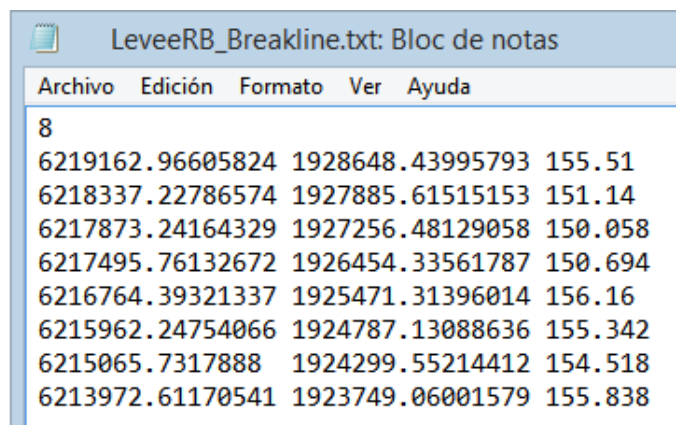 LeveeRB_Breakline.txt: Bloc de notas
Archivo Edición Formato Ver Ayuda
8
6219162.96605824 1928648.43995793 155.51
6218337.22786574 1927885.61515153 151.14
6217873.24164329 1927256.48129058 150.058
6217495.76132672 1926454.33561787 150.694
6216764.39321337 1925471.31396014 156.16
6215962.24754066 1924787.13088636 155.342
6215065.7317888  1924299.55214412 154.518
6213972.61170541 1923749.06001579 155.838